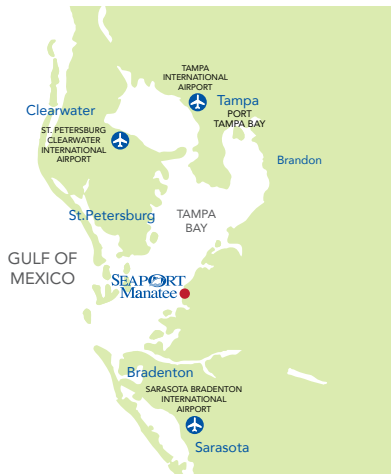 TAMPA
INTERNATIONAL
AIRPORT
Clearwater
Tampa
PORT
TAMPA BAY
ST. PETERSBURG
CLEARWATER
INTERNATIONAL
AIRPORT
Brandon
St.Petersburg
TAMPA
BAY
GULF OF
MEXICO
SEAPORT
Manatee
Bradenton
SARASOTA BRADENTON
INTERNATIONAL
AIRPORT
Sarasota